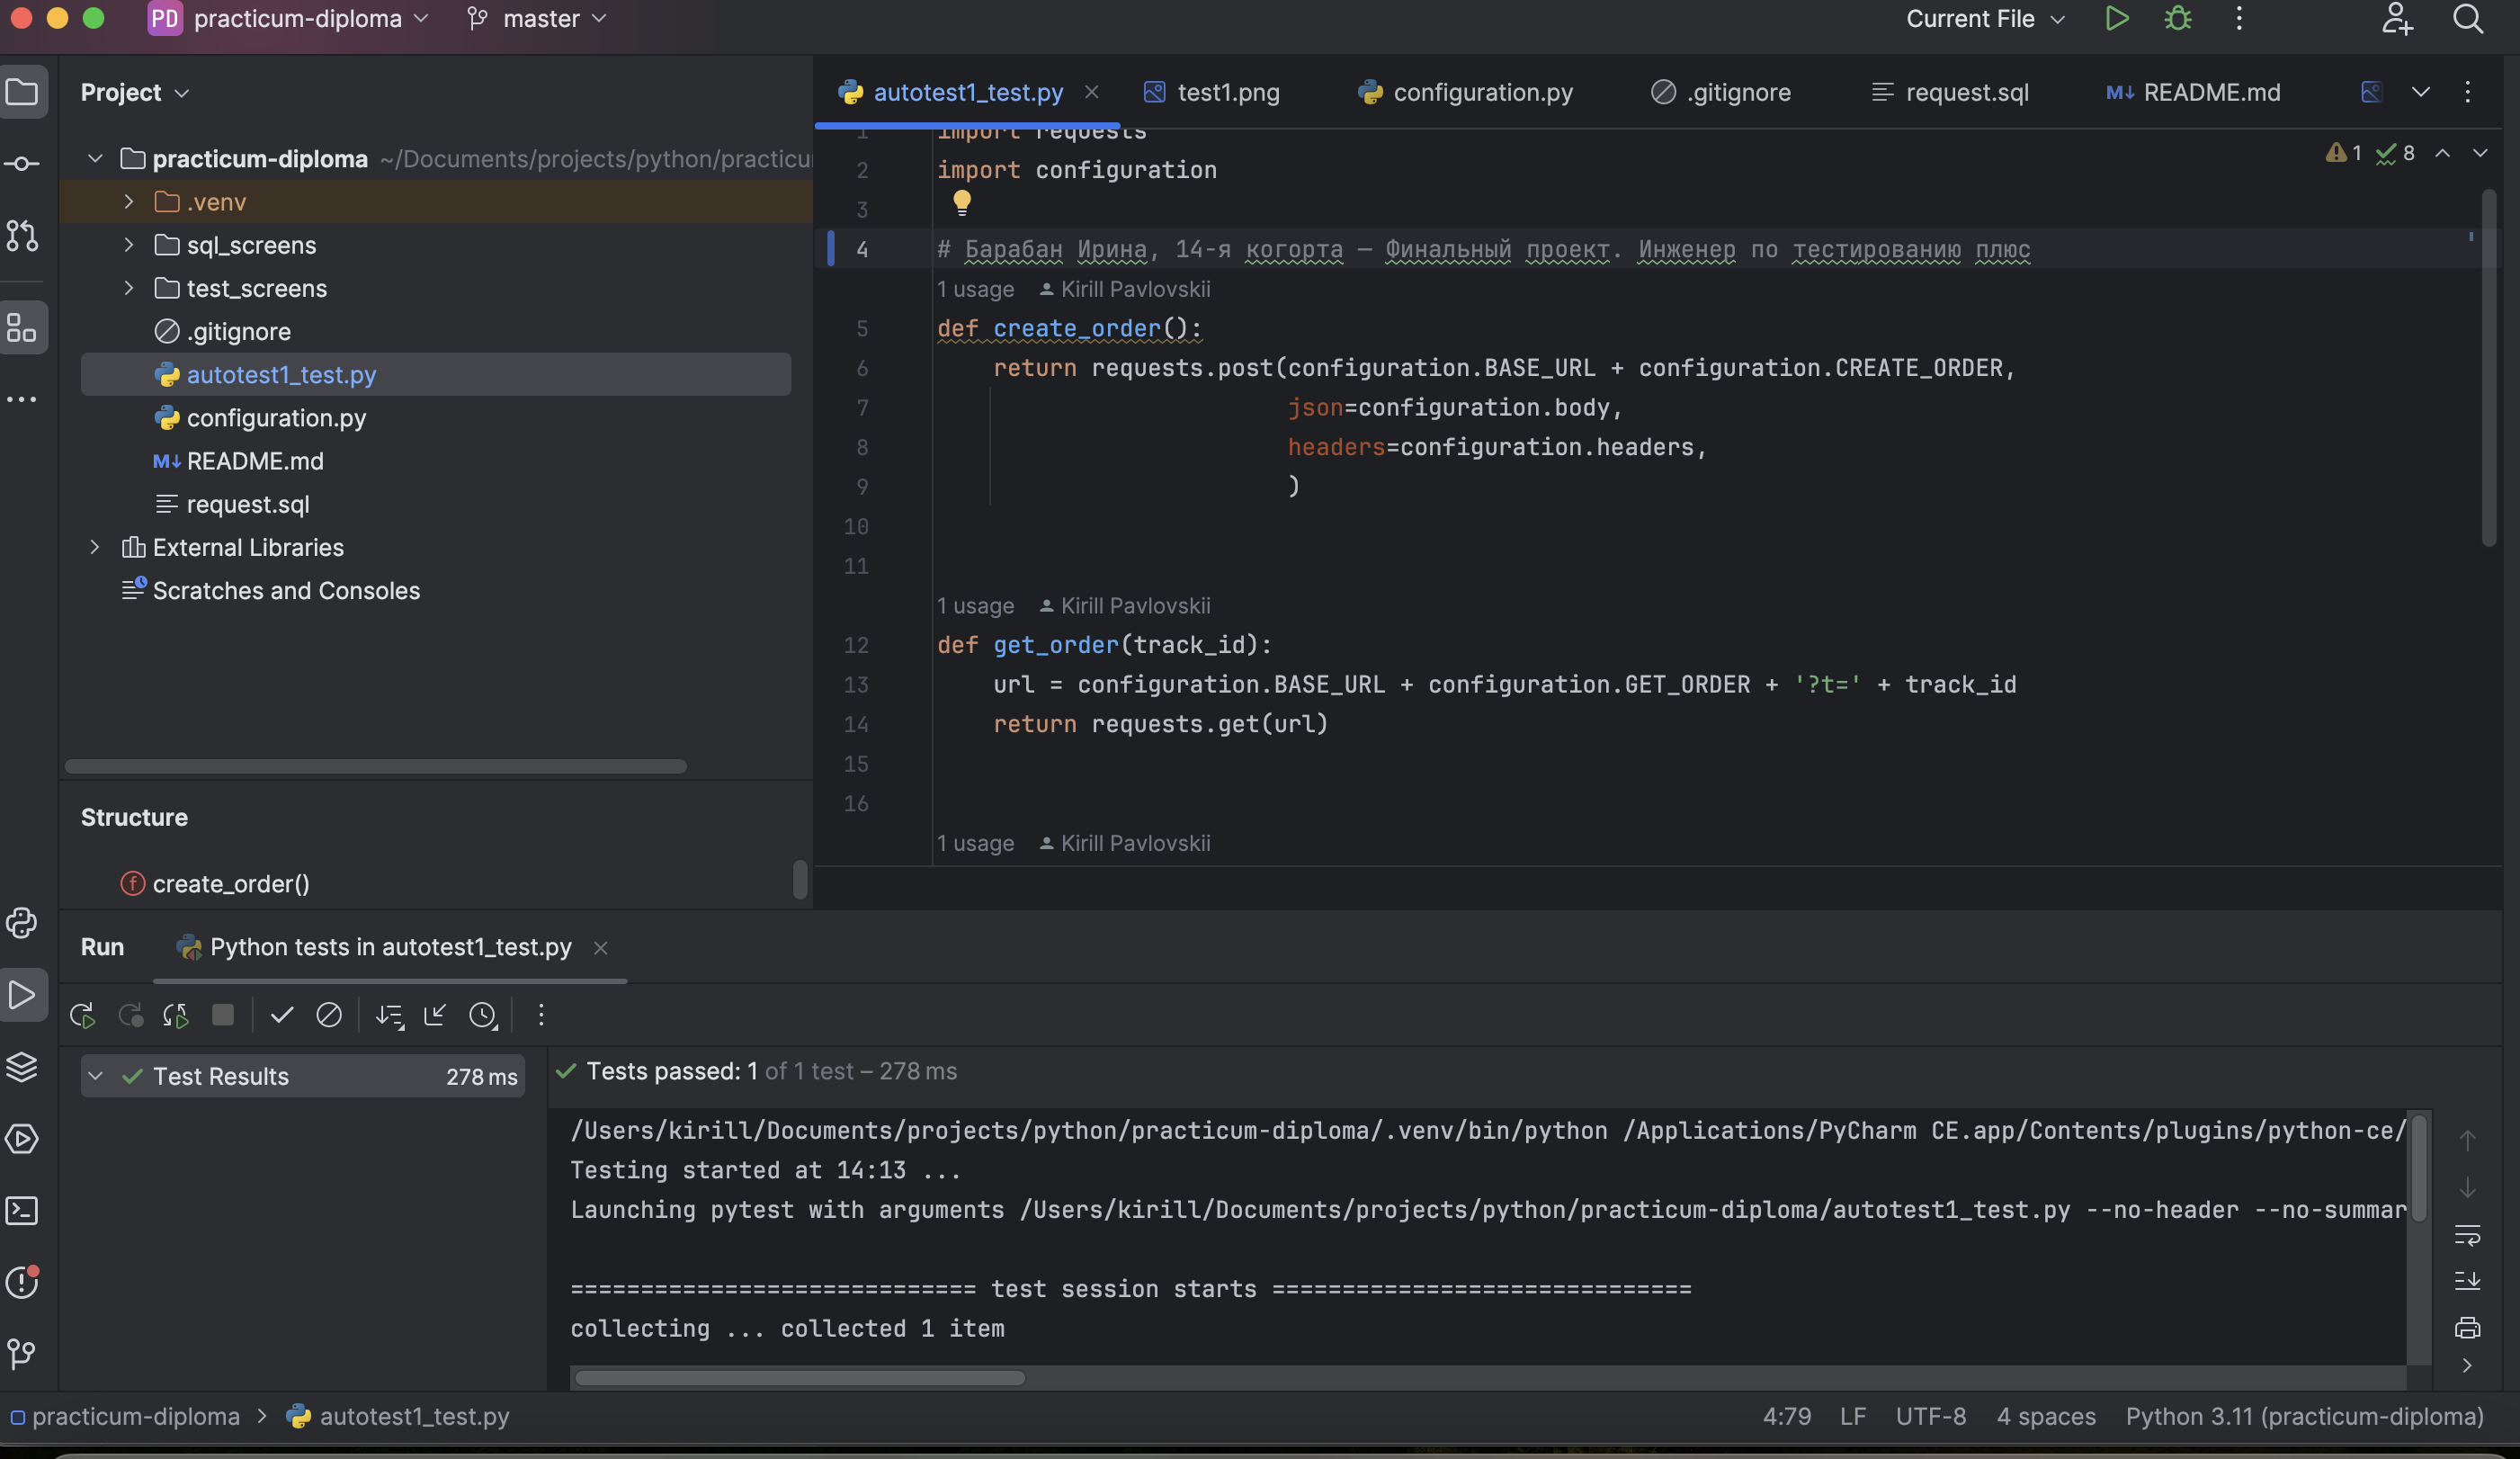 PD practicum-diploma master Current File
Project
practicum-diploma ~/Documents/projects/python/practicu
.venv
sql_screens
test_screens
.gitignore
autotest1_test.py
configuration.py
M↓ README.md
request.sql
External Libraries
Scratches and Consoles
Structure
f create_order()
autotest1_test.py test1.png configuration.py .gitignore request.sql M↓ README.md
1 import requests
1 8
2 import configuration
3
4 # Барабан Ирина, 14-я когорта — Финальный проект. Инженер по тестированию плюс
1 usage Kirill Pavlovskii
5 def create_order():
6 return requests.post(configuration.BASE_URL + configuration.CREATE_ORDER,
7 json=configuration.body,
8 headers=configuration.headers,
9 )
10
11
1 usage Kirill Pavlovskii
12 def get_order(track_id):
13 url = configuration.BASE_URL + configuration.GET_ORDER + '?t=' + track_id
14 return requests.get(url)
15
16
1 usage Kirill Pavlovskii
Run Python tests in autotest1_test.py
Test Results 278 ms
Tests passed: 1 of 1 test – 278 ms
/Users/kirill/Documents/projects/python/practicum-diploma/.venv/bin/python /Applications/PyCharm CE.app/Contents/plugins/python-ce/
Testing started at 14:13 ...
Launching pytest with arguments /Users/kirill/Documents/projects/python/practicum-diploma/autotest1_test.py --no-header --no-summar
============================= test session starts ==============================
collecting ... collected 1 item
practicum-diploma > autotest1_test.py 4:79 LF UTF-8 4 spaces Python 3.11 (practicum-diploma)